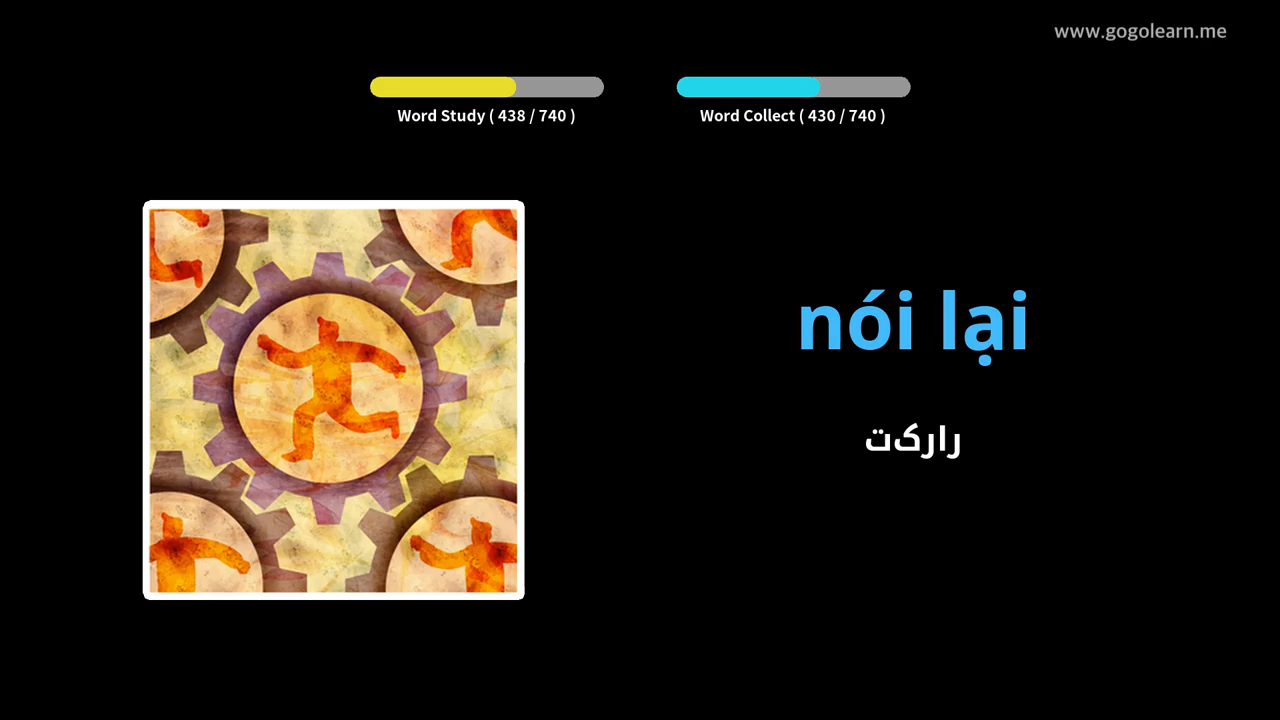 www.gogolearn.me
Word Study ( 438 / 740 )
Word Collect ( 430 / 740 )
nói lại
رارکت